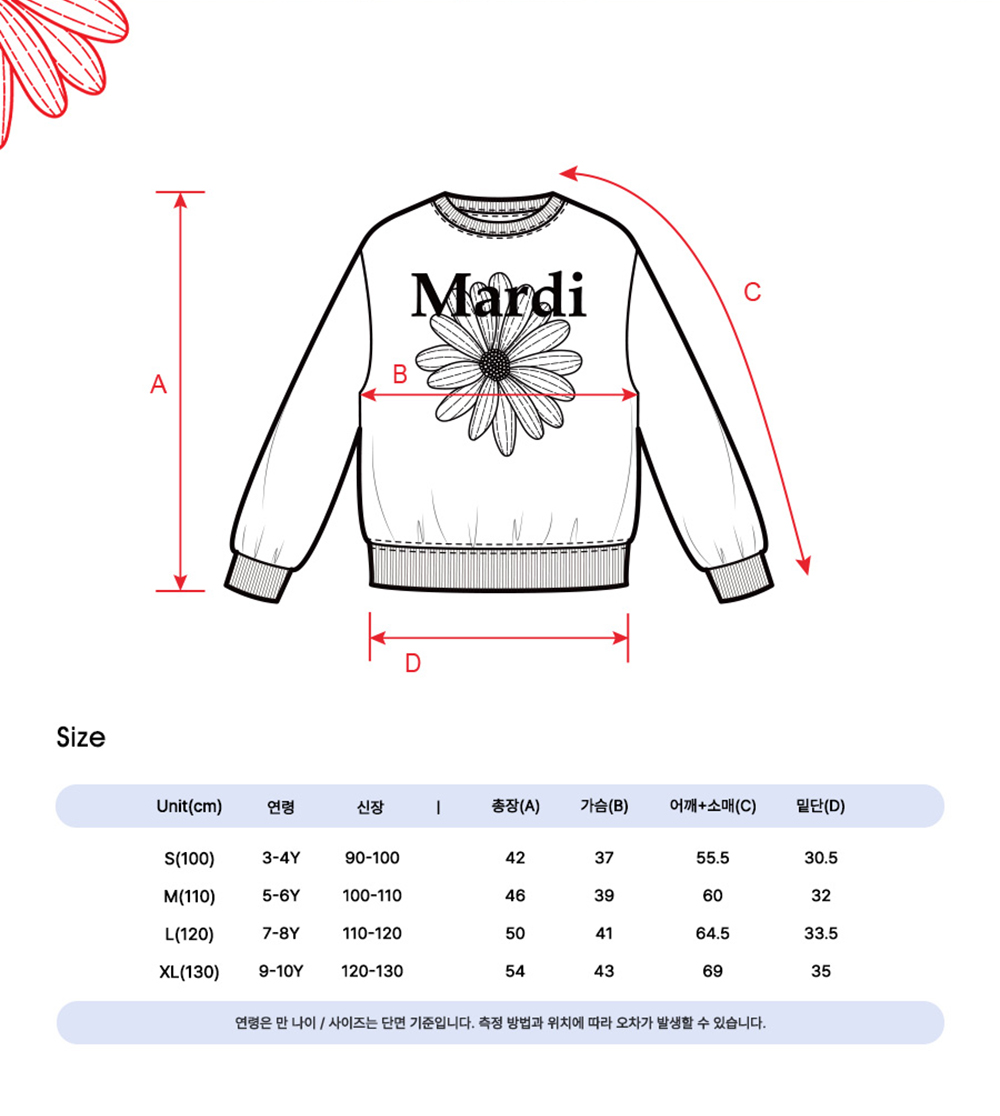 Mardi
A
B
C
D
Size
Unit(cm) 연령 신장 | 총장(A) 가슴(B) 어깨+소매(C) 밑단(D)
S(100) 3-4Y 90-100 42 37 55.5 30.5
M(110) 5-6Y 100-110 46 39 60 32
L(120) 7-8Y 110-120 50 41 64.5 33.5
XL(130) 9-10Y 120-130 54 43 69 35
연령은 만 나이 / 사이즈는 단면 기준입니다. 측정 방법과 위치에 따라 오차가 발생할 수 있습니다.